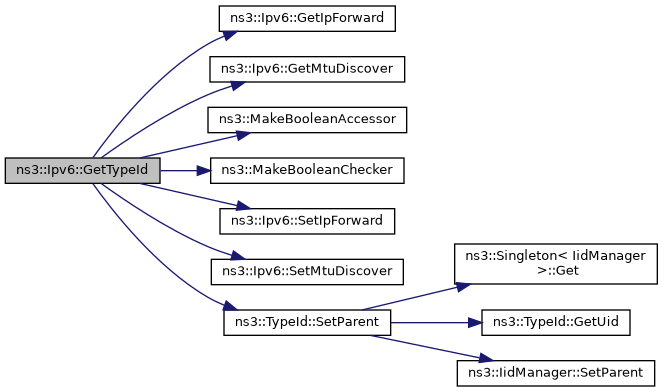 ns3::Ipv6::GetTypeId
ns3::Ipv6::GetIpForward
ns3::Ipv6::GetMtuDiscover
ns3::MakeBooleanAccessor
ns3::MakeBooleanChecker
ns3::Ipv6::SetIpForward
ns3::Ipv6::SetMtuDiscover
ns3::TypeId::SetParent
ns3::Singleton< IidManager
>::Get
ns3::TypeId::GetUid
ns3::IidManager::SetParent